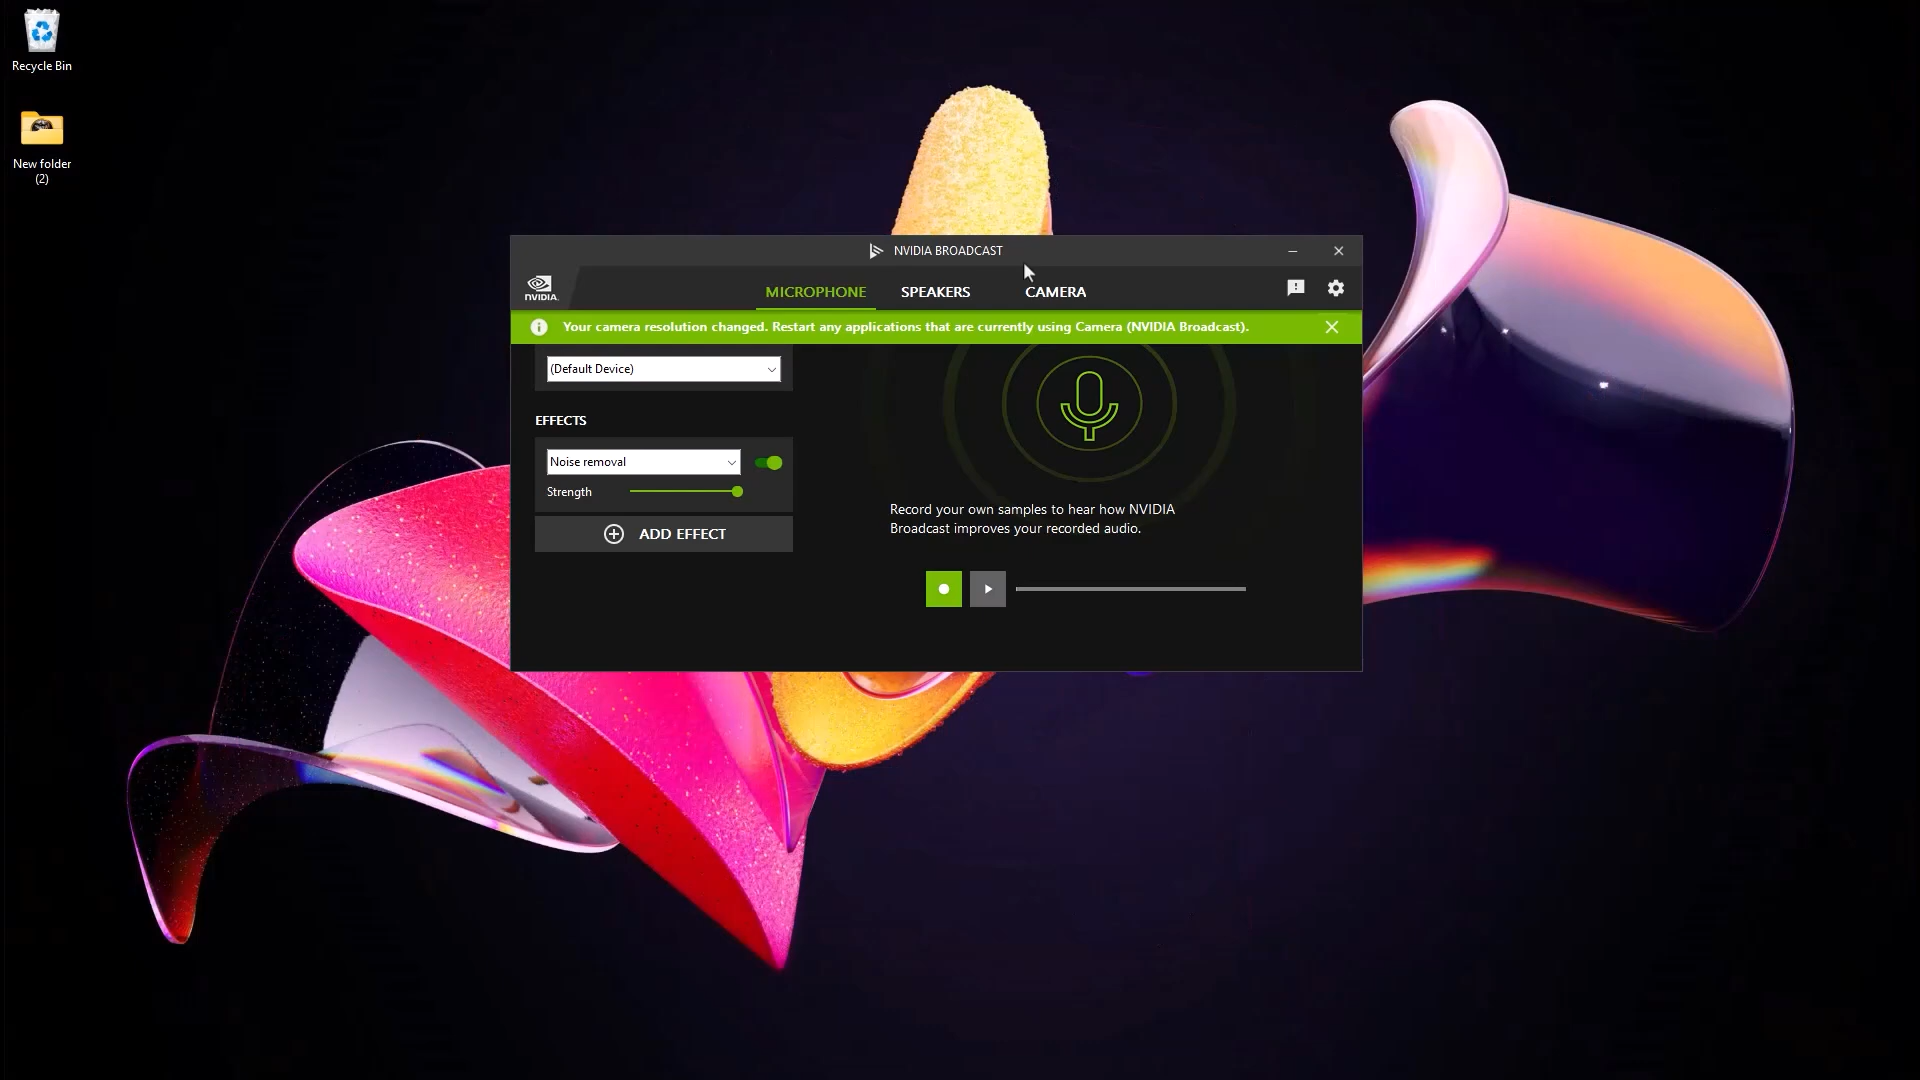 Recycle Bin
New folder
(2)
NVIDIA BROADCAST
NVIDIA.
MICROPHONE
SPEAKERS
CAMERA
Your camera resolution changed. Restart any applications that are currently using Camera (NVIDIA Broadcast).
(Default Device)
EFFECTS
Noise removal
Strength
ADD EFFECT
Record your own samples to hear how NVIDIA
Broadcast improves your recorded audio.